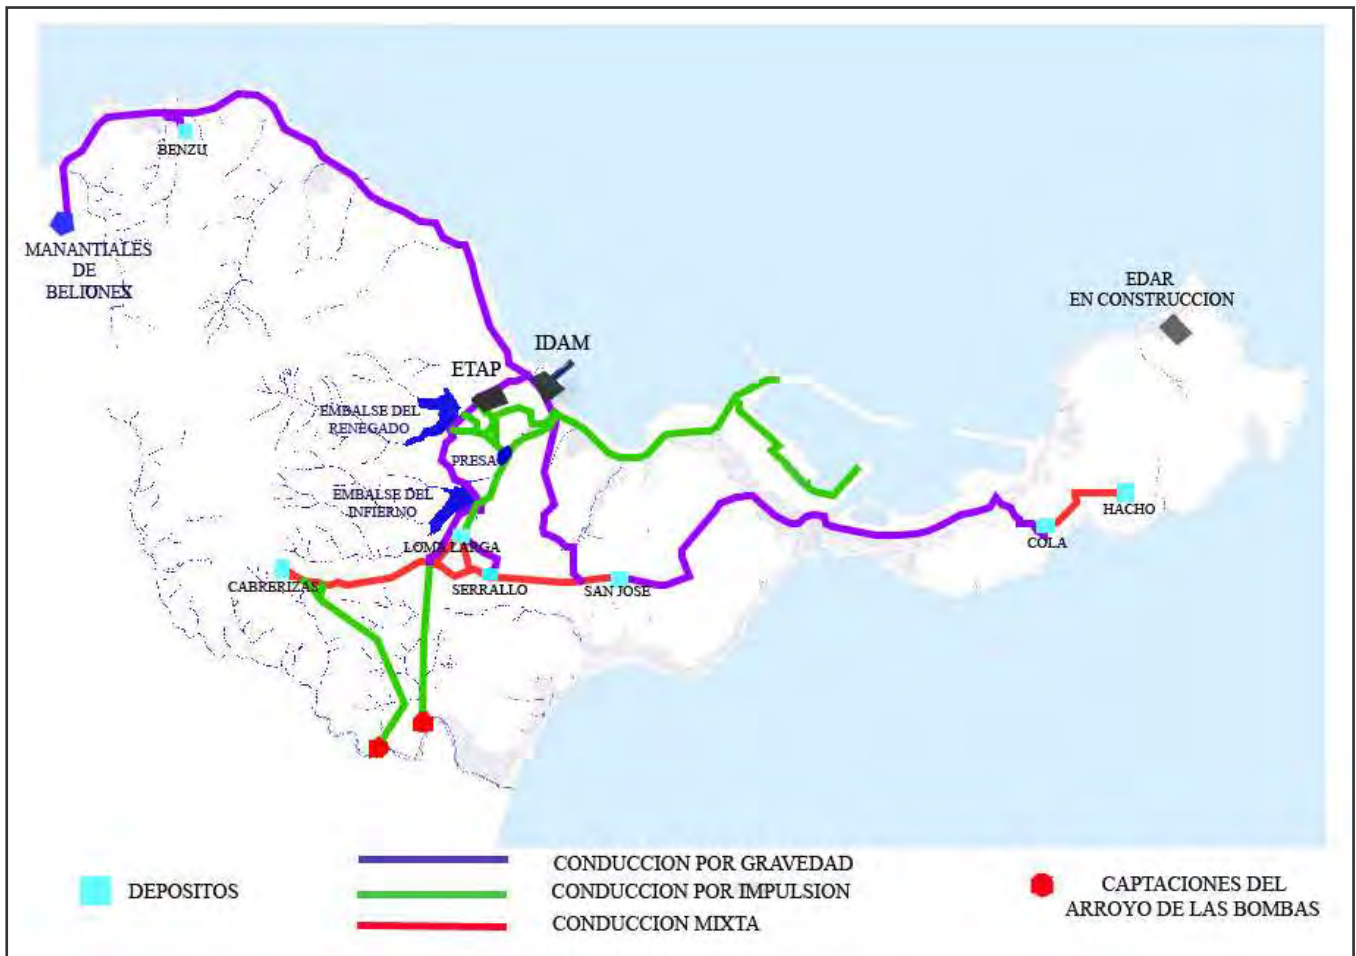 BENZU
MANANTIALES
DE
BELIONEX
EDAR
EN CONSTRUCCION
IDAM
ETAP
EMBALSE DEL
RENEGADO
PRESA
EMBALSE DEL
INFIERNO
HACHO
COLA
LOMA LARGA
CABRERIZAS
SERRALLO
SAN JOSE
DEPOSITOS
CONDUCCION POR GRAVEDAD
CONDUCCION POR IMPULSION
CONDUCCION MIXTA
CAPTACIONES DEL
ARROYO DE LAS BOMBAS